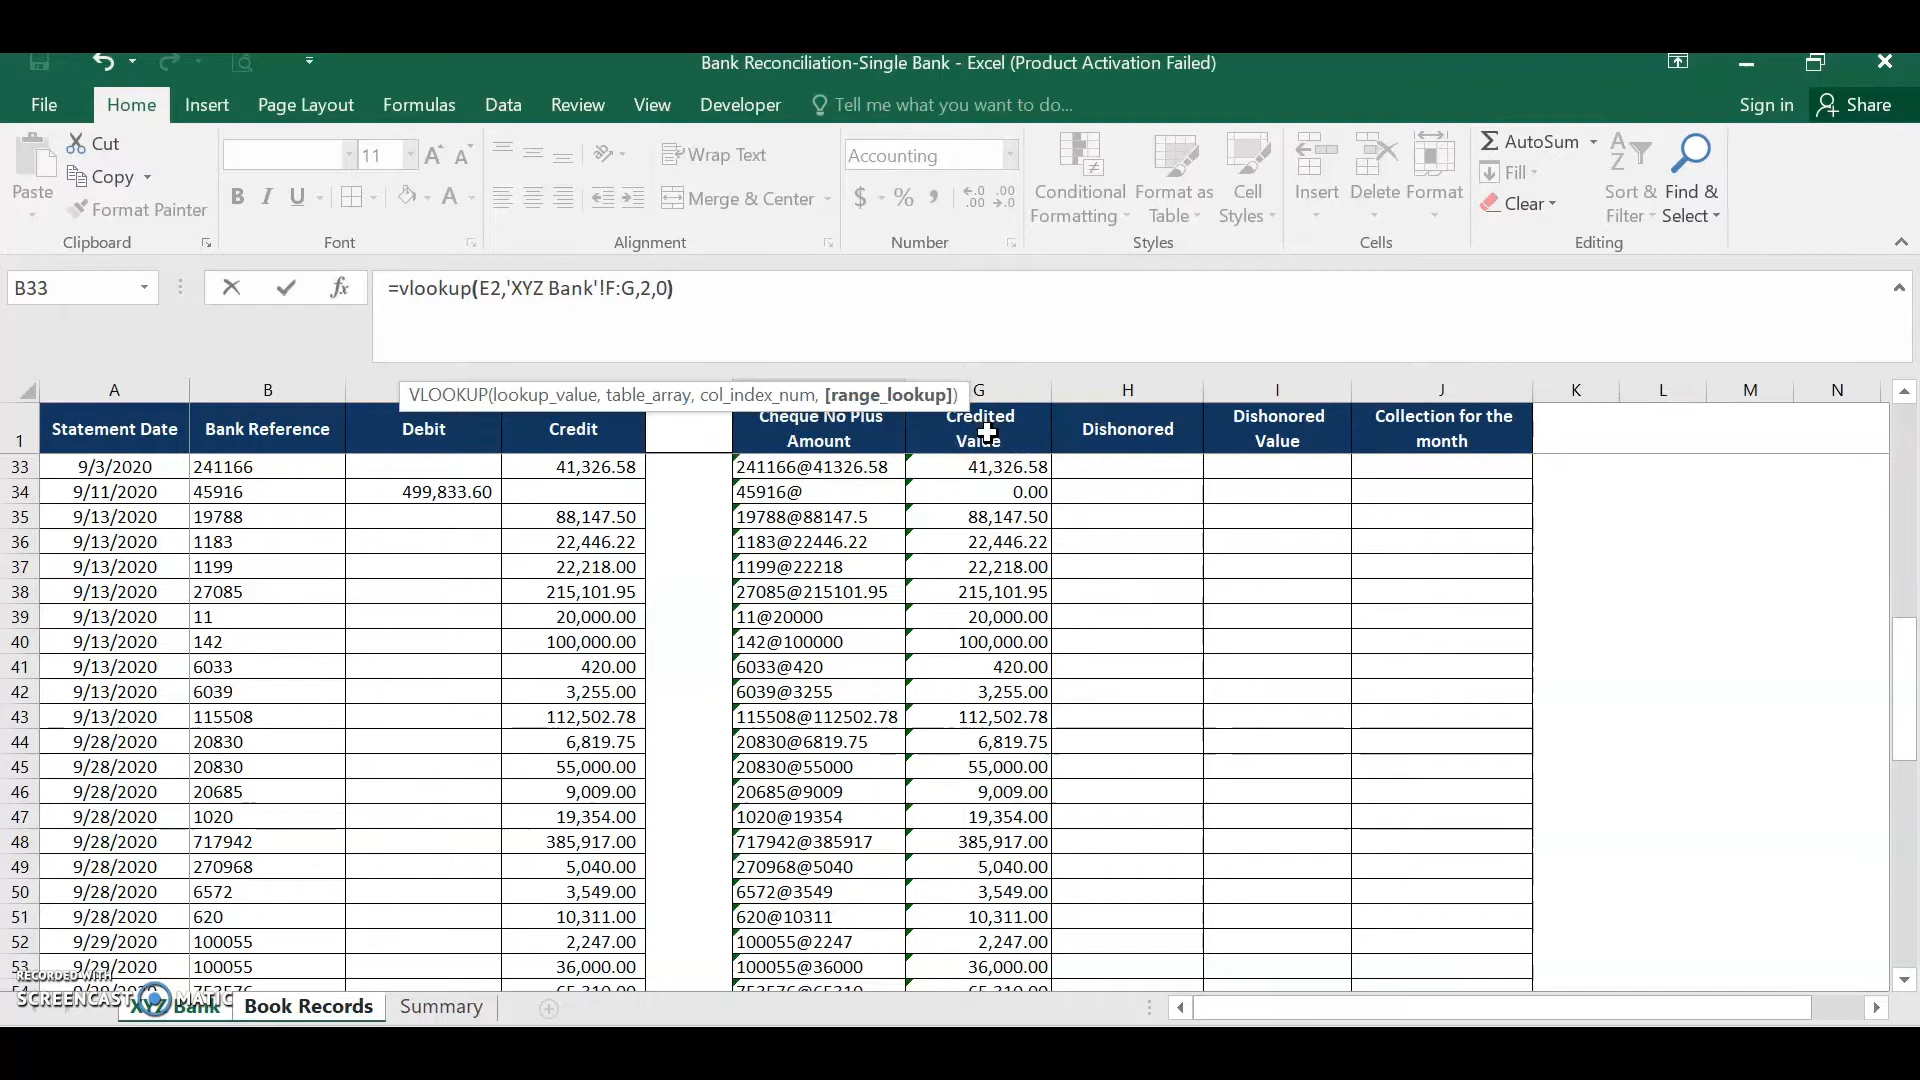 Bank Reconciliation-Single Bank - Excel (Product Activation Failed)
File Home Insert Page Layout Formulas Data Review View Developer Tell me what you want to do... Sign in Share
Paste Cut Copy Format Painter Clipboard
11 B I U A Font
Wrap Text Merge & Center Alignment
Accounting $ % , Number
Conditional Formatting Format as Table Cell Styles Styles
Insert Delete Format Cells
AutoSum Fill Clear Sort & Filter Find & Select Editing
B33 fx =vlookup(E2,'XYZ Bank'!F:G,2,0)
VLOOKUP(lookup_value, table_array, col_index_num, [range_lookup])
A B G H I J K L M N
1 Statement Date Bank Reference Debit Credit Cheque No Plus Amount Credited Value Dishonored Dishonored Value Collection for the month
33 9/3/2020 241166 41,326.58 241166@41326.58 41,326.58
34 9/11/2020 45916 499,833.60 45916@ 0.00
35 9/13/2020 19788 88,147.50 19788@88147.5 88,147.50
36 9/13/2020 1183 22,446.22 1183@22446.22 22,446.22
37 9/13/2020 1199 22,218.00 1199@22218 22,218.00
38 9/13/2020 27085 215,101.95 27085@215101.95 215,101.95
39 9/13/2020 11 20,000.00 11@20000 20,000.00
40 9/13/2020 142 100,000.00 142@100000 100,000.00
41 9/13/2020 6033 420.00 6033@420 420.00
42 9/13/2020 6039 3,255.00 6039@3255 3,255.00
43 9/13/2020 115508 112,502.78 115508@112502.78 112,502.78
44 9/28/2020 20830 6,819.75 20830@6819.75 6,819.75
45 9/28/2020 20830 55,000.00 20830@55000 55,000.00
46 9/28/2020 20685 9,009.00 20685@9009 9,009.00
47 9/28/2020 1020 19,354.00 1020@19354 19,354.00
48 9/28/2020 717942 385,917.00 717942@385917 385,917.00
49 9/28/2020 270968 5,040.00 270968@5040 5,040.00
50 9/28/2020 6572 3,549.00 6572@3549 3,549.00
51 9/28/2020 620 10,311.00 620@10311 10,311.00
52 9/29/2020 100055 2,247.00 100055@2247 2,247.00
53 9/29/2020 100055 36,000.00 100055@36000 36,000.00
RECORDED WITH
SCREENCAST MATIC
XYZ Bank Book Records Summary